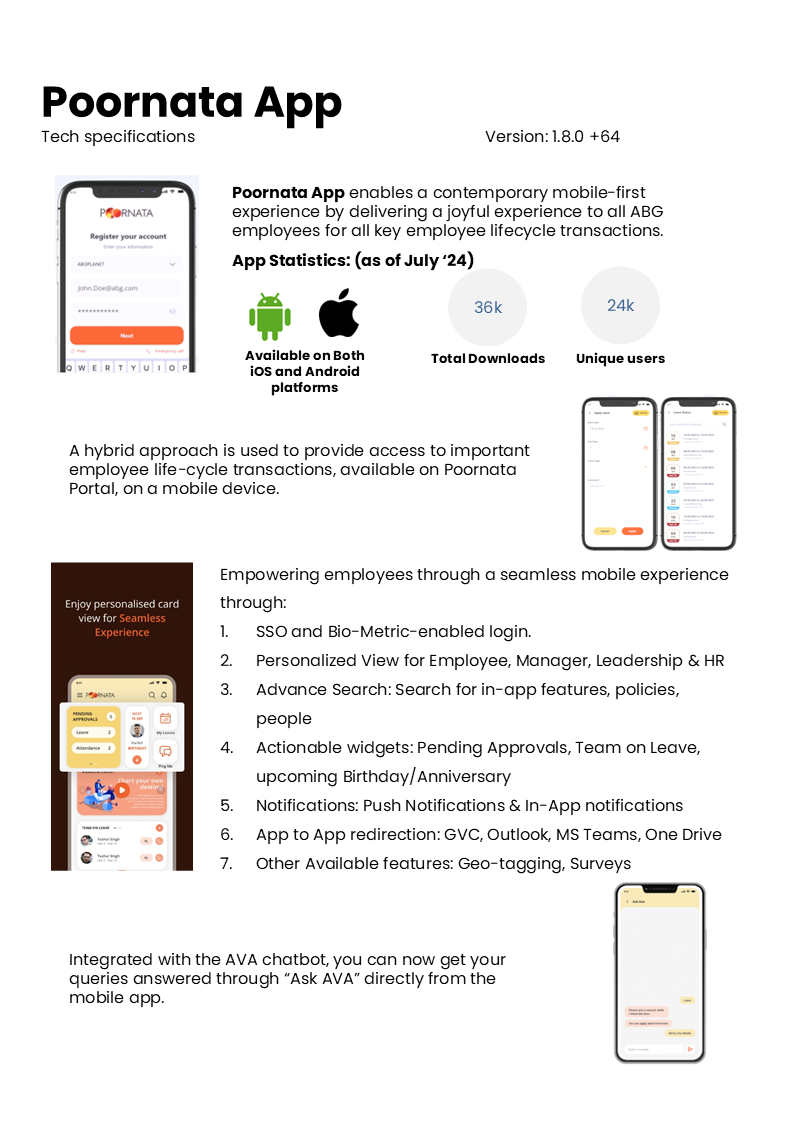 Poornata App
Tech specifications
Version: 1.8.0 +64
POORNATA
Register your account
Enter your information
ABGPLANET
John.Doe@abg.com
Next
Help
Emergency call
Q W E R T Y U I O P
Poornata App enables a contemporary mobile-first
experience by delivering a joyful experience to all ABG
employees for all key employee lifecycle transactions.
App Statistics: (as of July ‘24)
36k
24k
Available on Both
iOS and Android
platforms
Total Downloads
Unique users
A hybrid approach is used to provide access to important
employee life-cycle transactions, available on Poornata
Portal, on a mobile device.
Apply Leave
Leave Status
Enjoy personalised card
view for Seamless
Experience
POORNATA
PENDING
APPROVALS
1
Leave 2
Attendance 2
BIRTHDAY
My Leaves
Ping Me
Chart your own
destiny
TEAM ON LEAVE
Tushar Singh
Tushar Singh
Empowering employees through a seamless mobile experience
through:
1. SSO and Bio-Metric-enabled login.
2. Personalized View for Employee, Manager, Leadership & HR
3. Advance Search: Search for in-app features, policies,
people
4. Actionable widgets: Pending Approvals, Team on Leave,
upcoming Birthday/Anniversary
5. Notifications: Push Notifications & In-App notifications
6. App to App redirection: GVC, Outlook, MS Teams, One Drive
7. Other Available features: Geo-tagging, Surveys
Integrated with the AVA chatbot, you can now get your
queries answered through “Ask AVA” directly from the
mobile app.
Ask Ava